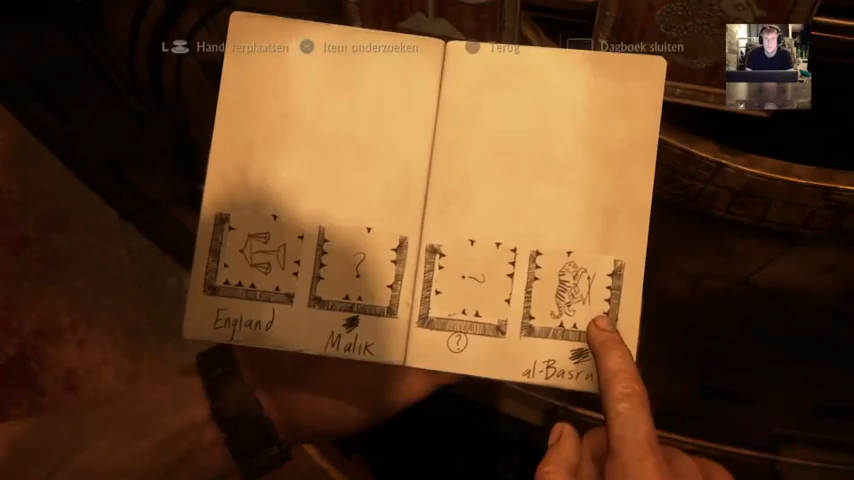 L Hand verplaatsen Item onderzoeken Terug Dagboek sluiten
? ?
England Malik ? al-Basra